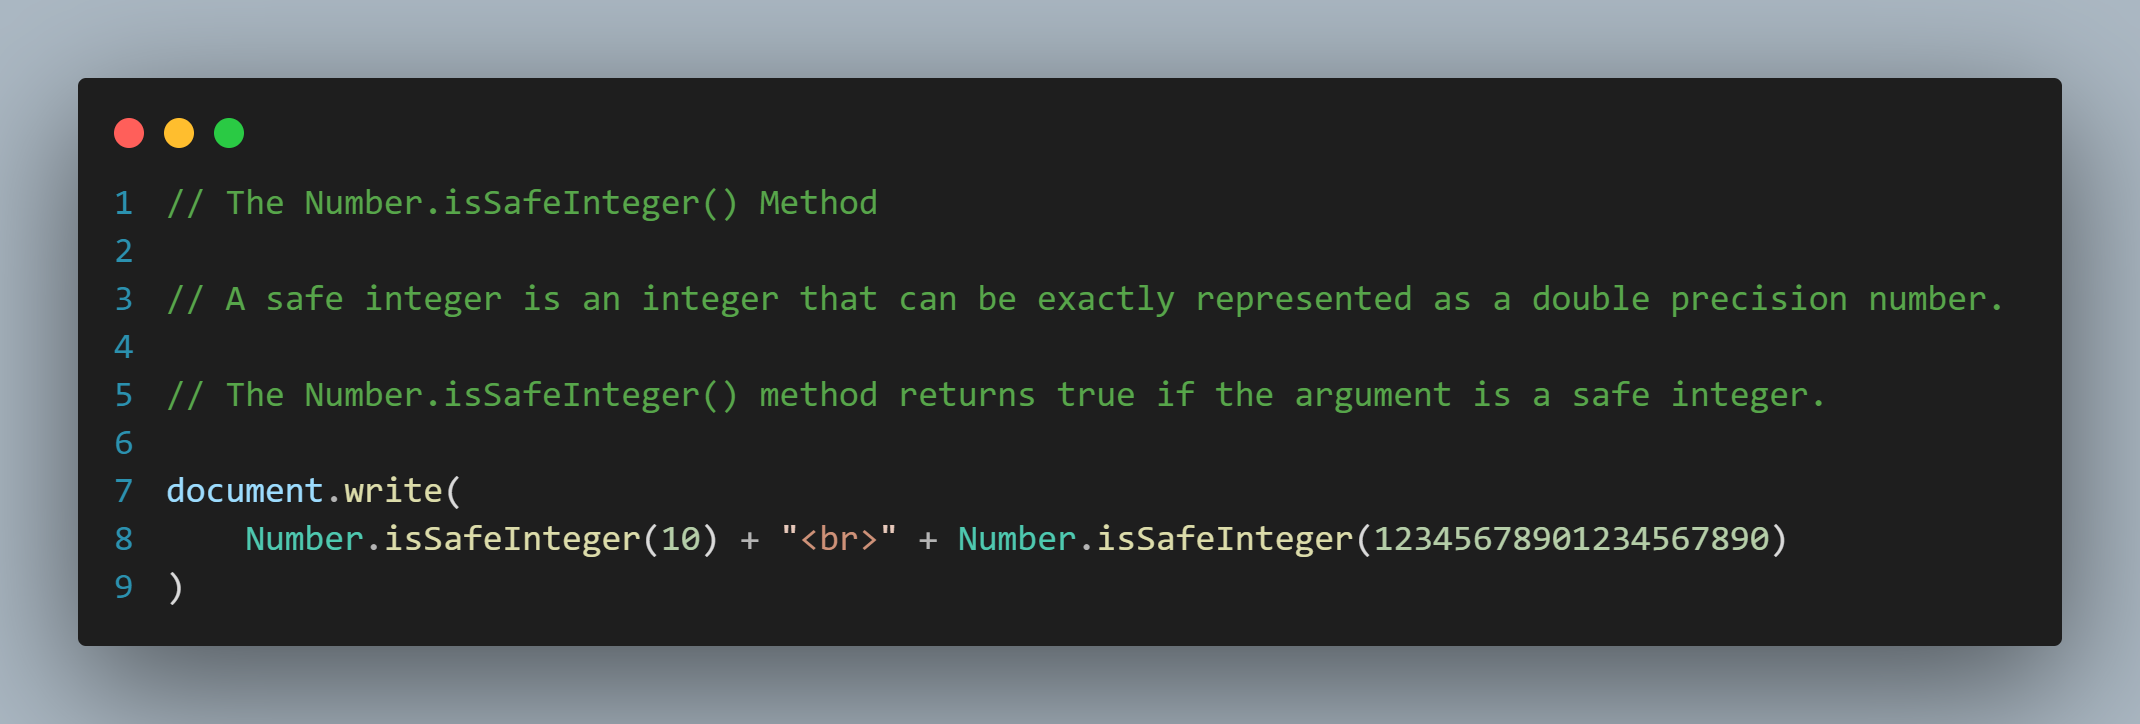 1 // The Number.isSafeInteger() Method
2
3 // A safe integer is an integer that can be exactly represented as a double precision number.
4
5 // The Number.isSafeInteger() method returns true if the argument is a safe integer.
6
7 document.write(
8     Number.isSafeInteger(10) + "<br>" + Number.isSafeInteger(12345678901234567890)
9 )